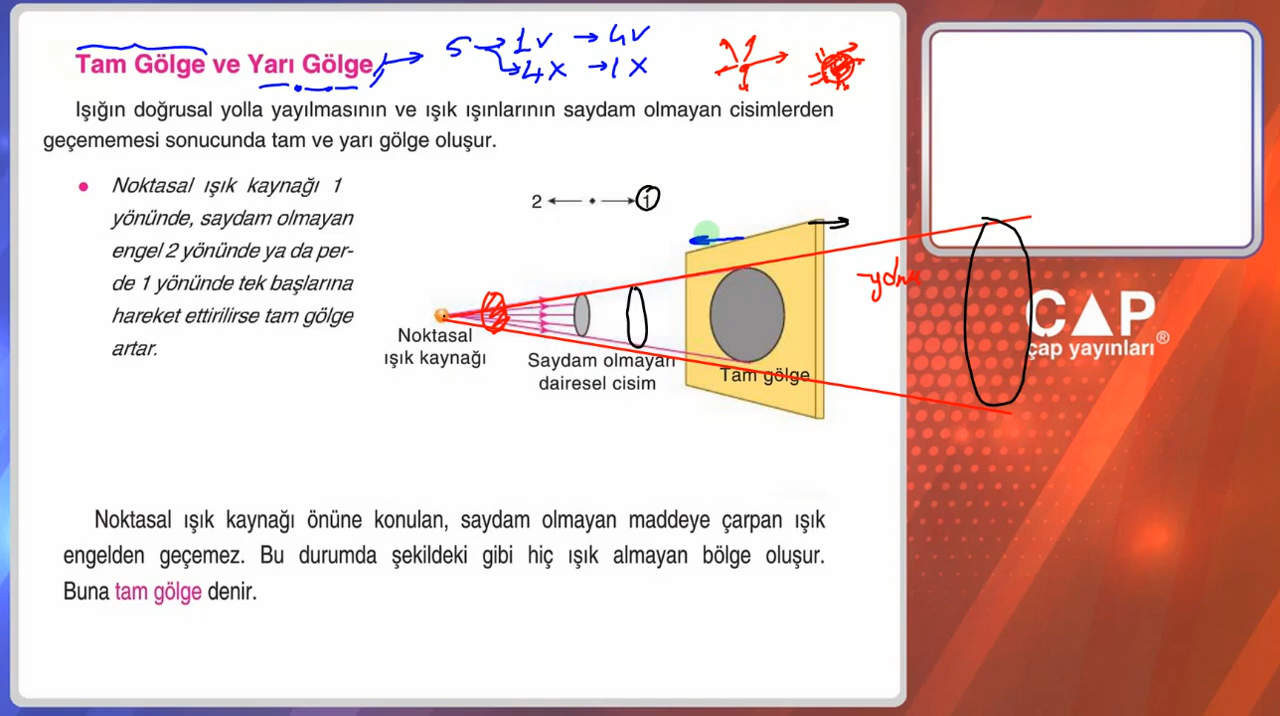 Tam Gölge ve Yarı Gölge
5 → 1V → 4V
→ 4X → 1X
Işığın doğrusal yolla yayılmasının ve ışık ışınlarının saydam olmayan cisimlerden
geçememesi sonucunda tam ve yarı gölge oluşur.
• Noktasal ışık kaynağı 1
yönünde, saydam olmayan
engel 2 yönünde ya da per-
de 1 yönünde tek başlarına
hareket ettirilirse tam gölge
artar.
2 ← • → 1
Noktasal
ışık kaynağı
Saydam olmayan
dairesel cisim
Tam gölge
ÇAP
çap yayınları®
Noktasal ışık kaynağı önüne konulan, saydam olmayan maddeye çarpan ışık
engelden geçemez. Bu durumda şekildeki gibi hiç ışık almayan bölge oluşur.
Buna tam gölge denir.